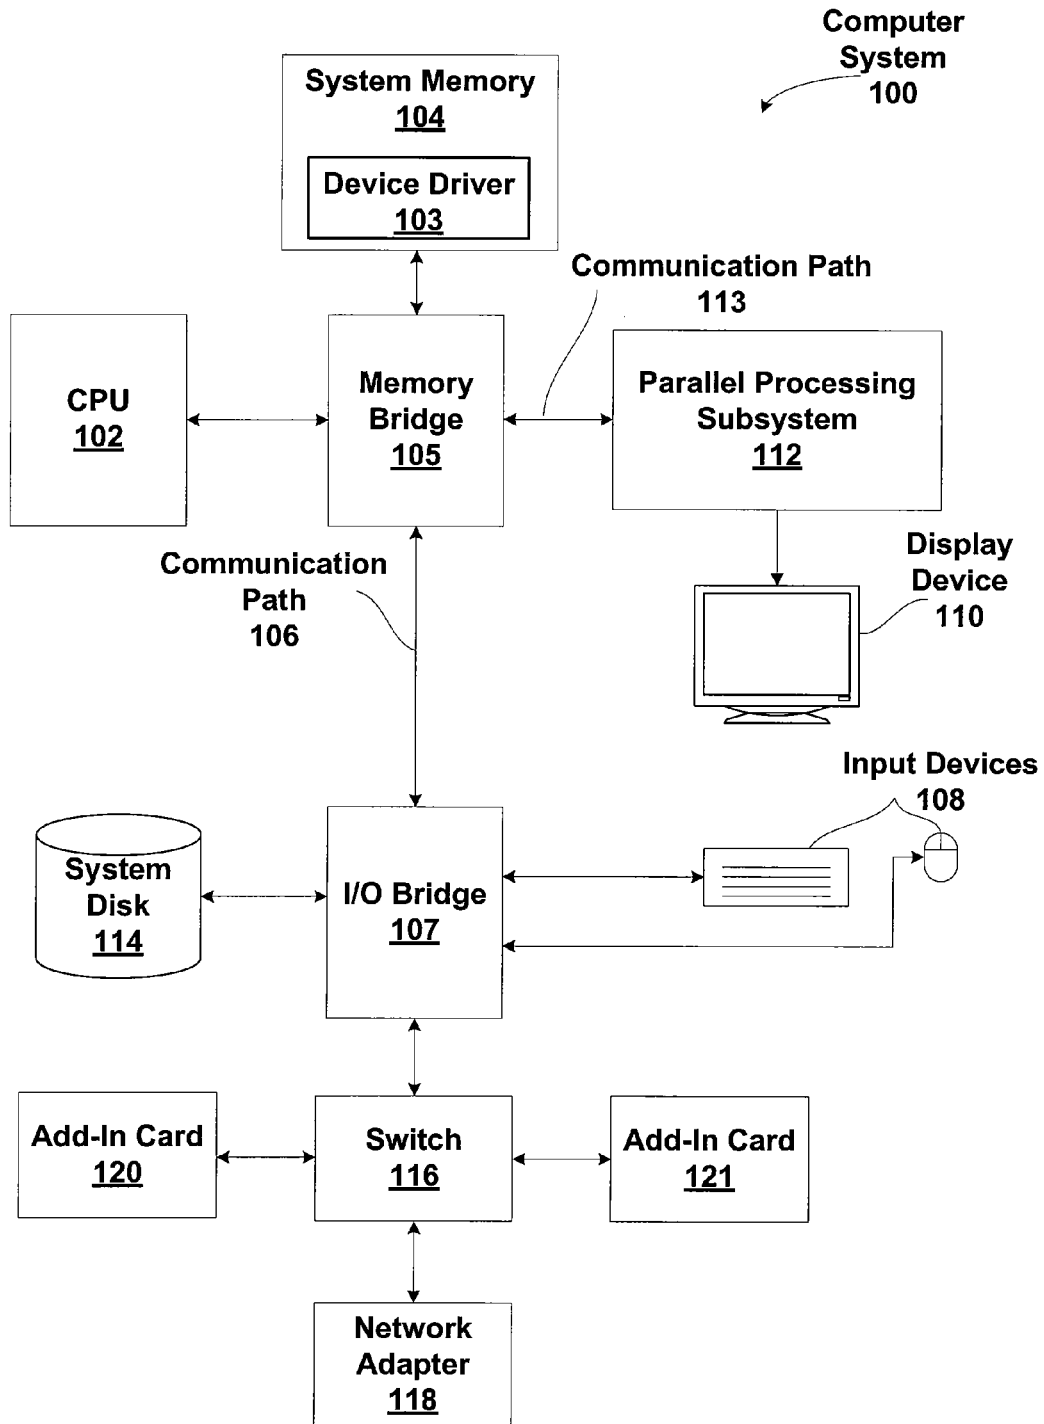 Computer
System
100
System Memory
104
Device Driver
103
Communication Path
113
CPU
102
Memory
Bridge
105
Parallel Processing
Subsystem
112
Communication
Path
106
Display
Device
110
Input Devices
108
System
Disk
114
I/O Bridge
107
Add-In Card
120
Switch
116
Add-In Card
121
Network
Adapter
118